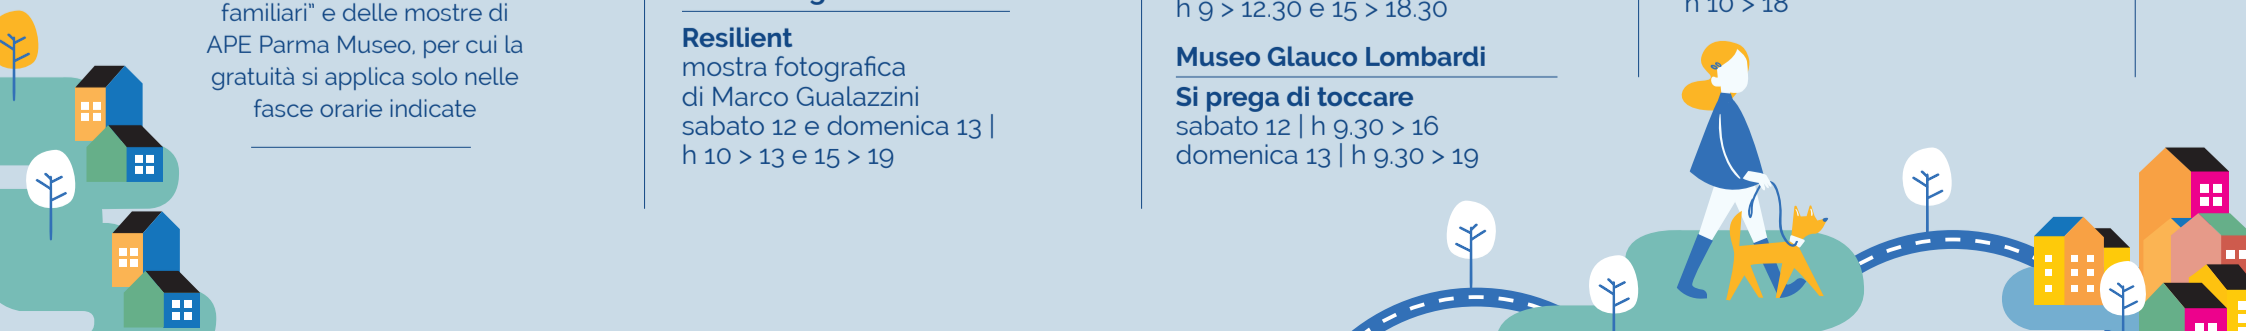 familiari" e delle mostre di
APE Parma Museo, per cui la
gratuità si applica solo nelle
fasce orarie indicate
Resilient
mostra fotografica
di Marco Gualazzini
sabato 12 e domenica 13 |
h 10 > 13 e 15 > 19
h 9 > 12.30 e 15 > 18.30
Museo Glauco Lombardi
Si prega di toccare
sabato 12 | h 9.30 > 16
domenica 13 | h 9.30 > 19
h 10 > 18